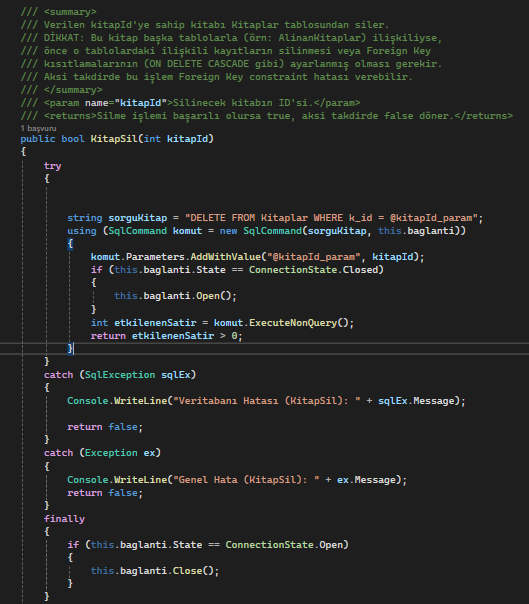 /// <summary>
/// Verilen kitapId'ye sahip kitabı Kitaplar tablosundan siler.
/// DİKKAT: Bu kitap başka tablolarla (örn: AlinanKitaplar) ilişkiliyse,
/// önce o tablolardaki ilişkili kayıtların silinmesi veya Foreign Key
/// kısıtlamalarının (ON DELETE CASCADE gibi) ayarlanmış olması gerekir.
/// Aksi takdirde bu işlem Foreign Key constraint hatası verebilir.
/// </summary>
/// <param name="kitapId">Silinecek kitabın ID'si.</param>
/// <returns>Silme işlemi başarılı olursa true, aksi takdirde false döner.</returns>
1 başvuru
public bool KitapSil(int kitapId)
{
try
{
string sorguKitap = "DELETE FROM Kitaplar WHERE k_id = @kitapId_param";
using (SqlCommand komut = new SqlCommand(sorguKitap, this.baglanti))
{
komut.Parameters.AddWithValue("@kitapId_param", kitapId);
if (this.baglanti.State == ConnectionState.Closed)
{
this.baglanti.Open();
}
int etkilenenSatir = komut.ExecuteNonQuery();
return etkilenenSatir > 0;
}
}
catch (SqlException sqlEx)
{
Console.WriteLine("Veritabanı Hatası (KitapSil): " + sqlEx.Message);
return false;
}
catch (Exception ex)
{
Console.WriteLine("Genel Hata (KitapSil): " + ex.Message);
return false;
}
finally
{
if (this.baglanti.State == ConnectionState.Open)
{
this.baglanti.Close();
}
}